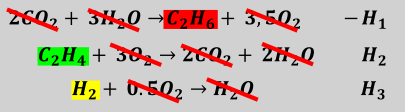 2CO₂ + 3H₂O → C₂H₆ + 3,5O₂ − H₁
C₂H₄ + 3O₂ → 2CO₂ + 2H₂O H₂
H₂ + 0.5O₂ → H₂O H₃